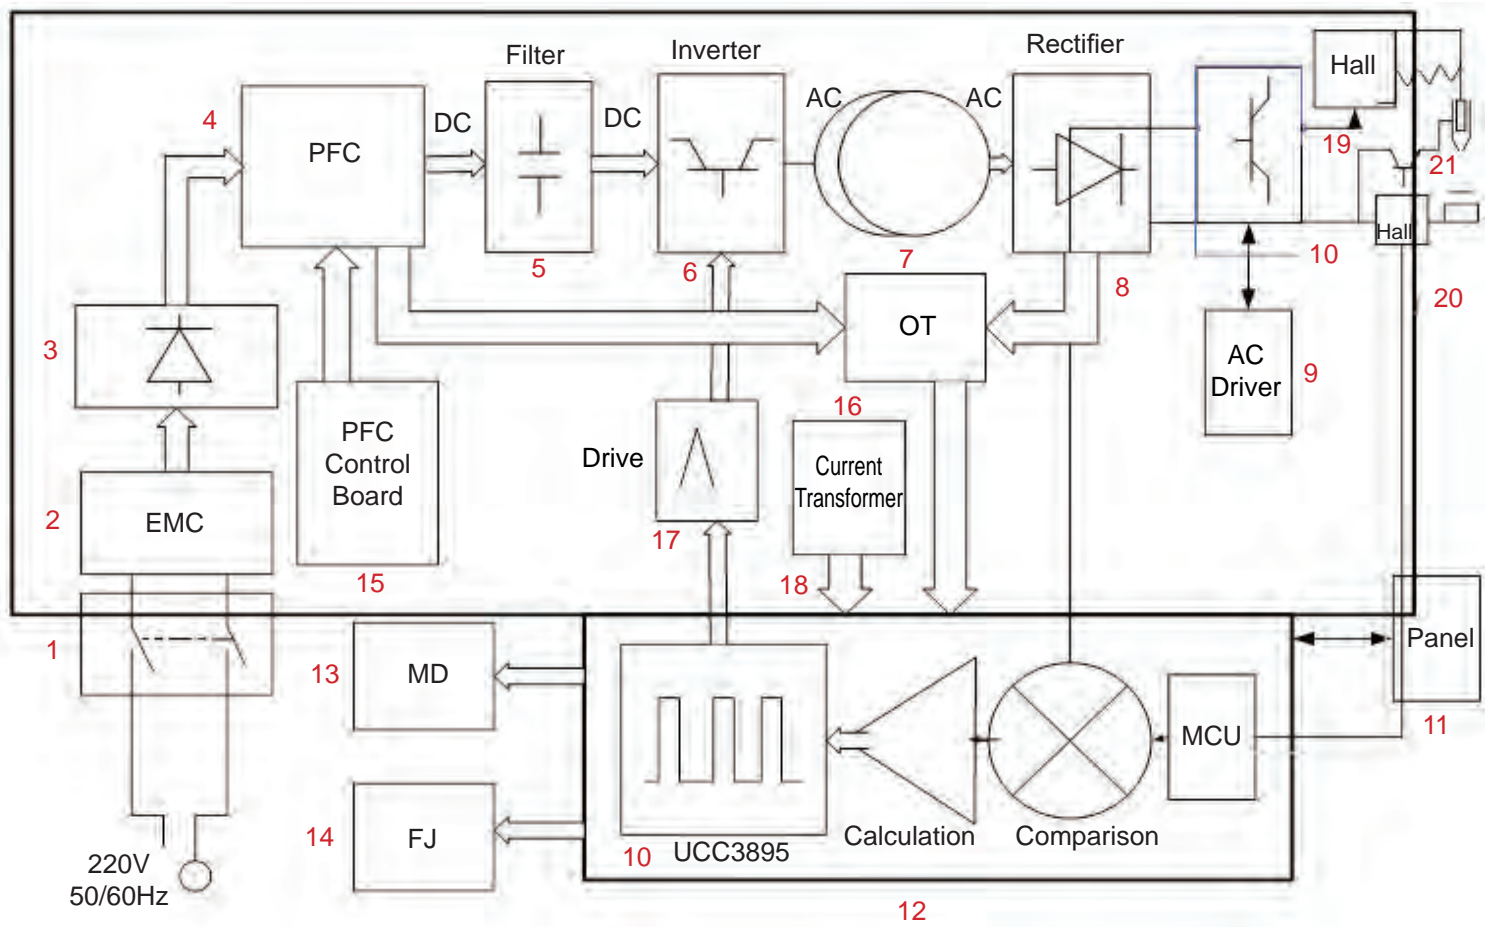 Filter
Inverter
Rectifier
Hall
4
PFC
DC
DC
AC
AC
19
21
5
6
7
8
10
Hall
20
3
OT
AC
Driver
9
16
PFC
Control
Board
Drive
Current
Transformer
2
EMC
17
15
18
1
13
MD
Panel
MCU
11
14
FJ
Calculation
Comparison
10
UCC3895
220V
50/60Hz
12